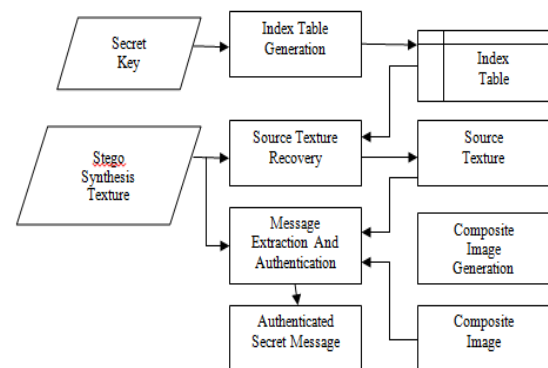 Secret
Key
Index Table
Generation
Index
Table
Stego
Synthesis
Texture
Source Texture
Recovery
Source
Texture
Message
Extraction And
Authentication
Composite
Image
Generation
Authenticated
Secret Message
Composite
Image